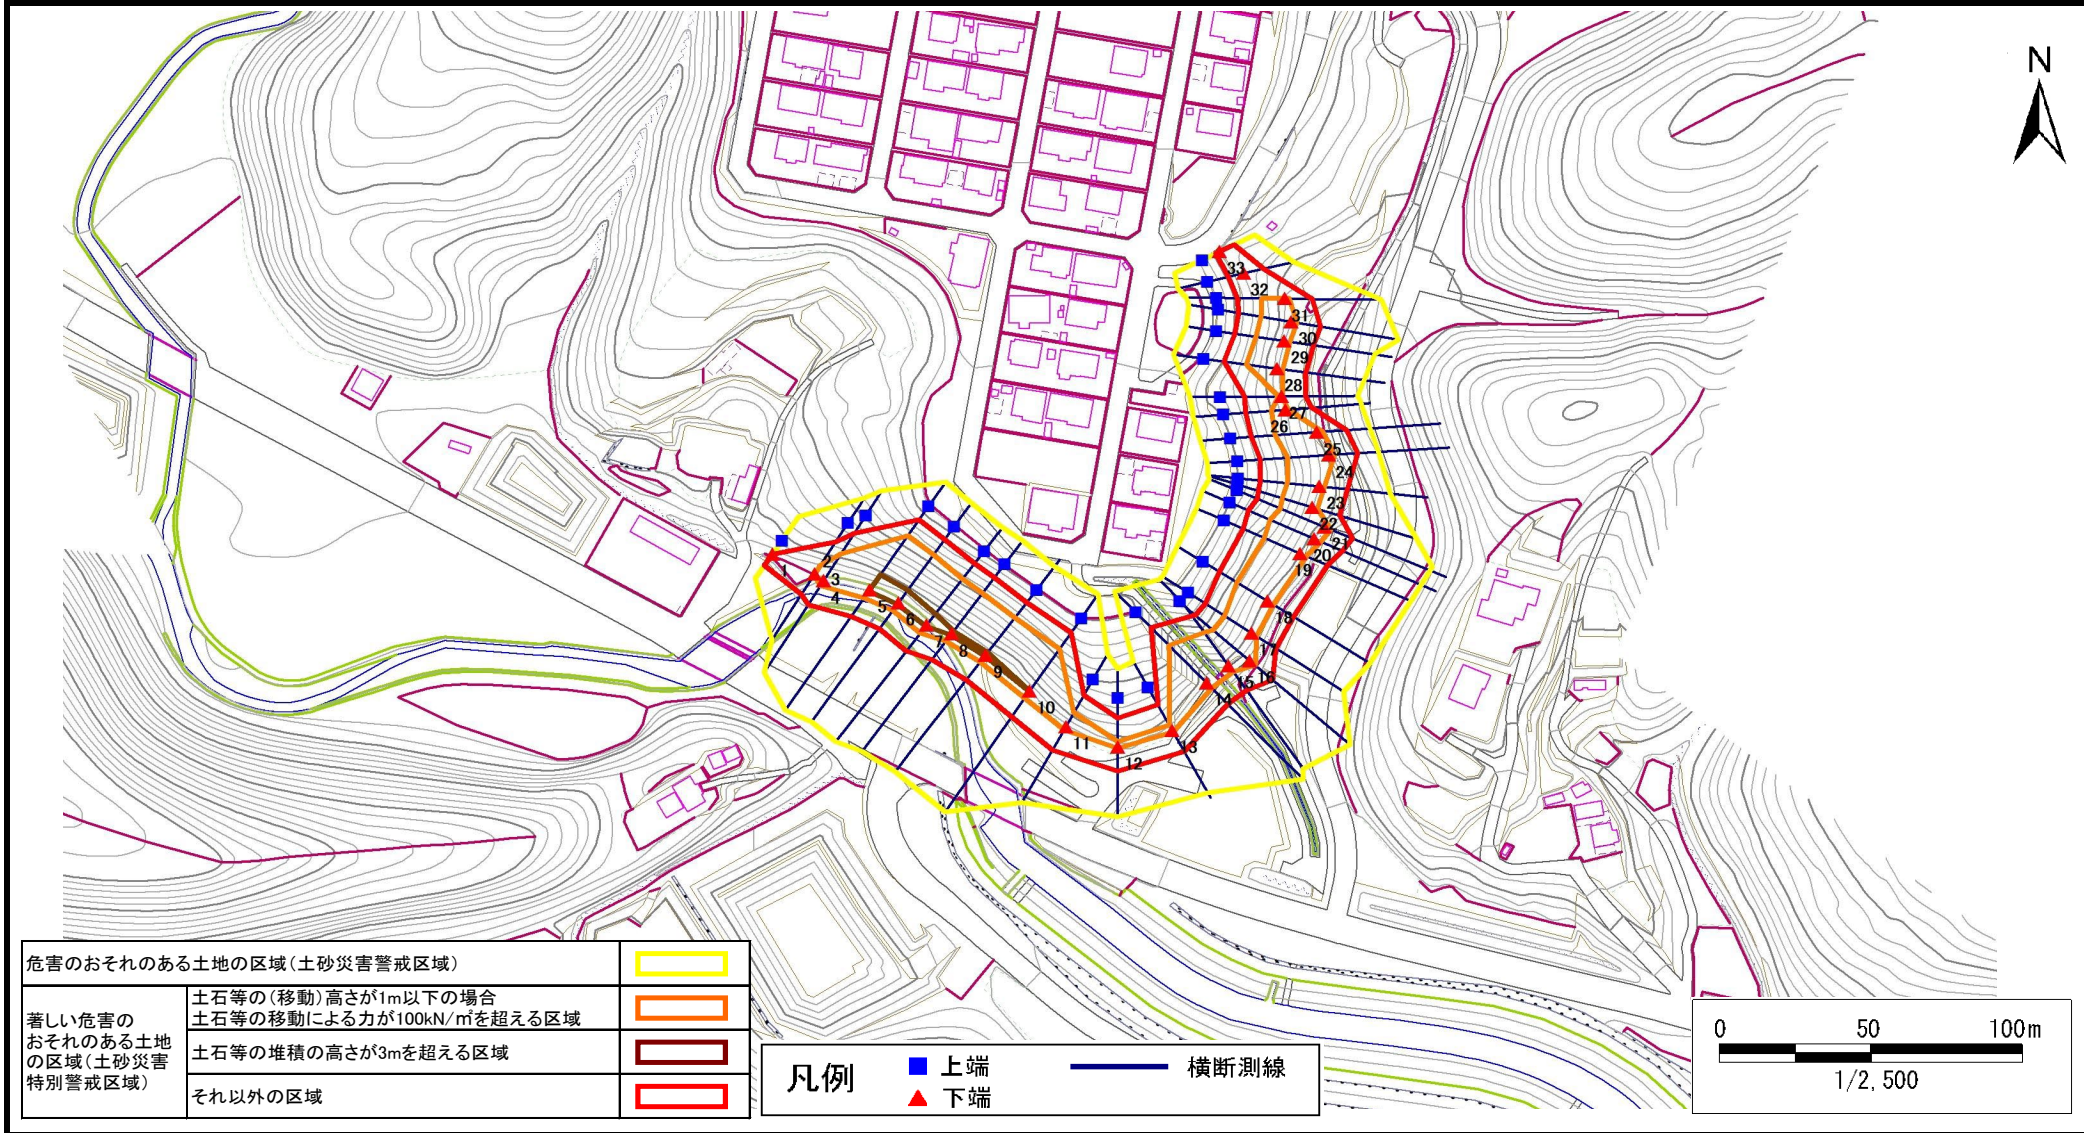 N
33
32
31
30
29
28
27
26
25
24
23
22
21
20
19
18
17
16
15
14
13
12
11
10
9
8
7
6
5
4
3
2
1
危害のおそれのある土地の区域(土砂災害警戒区域)
著しい危害の
おそれのある土地
の区域(土砂災害
特別警戒区域)
土石等の(移動)高さが1m以下の場合
土石等の移動による力が100kN/㎡を超える区域
土石等の堆積の高さが3mを超える区域
それ以外の区域
凡例
上端
下端
横断測線
0 50 100m
1/2,500